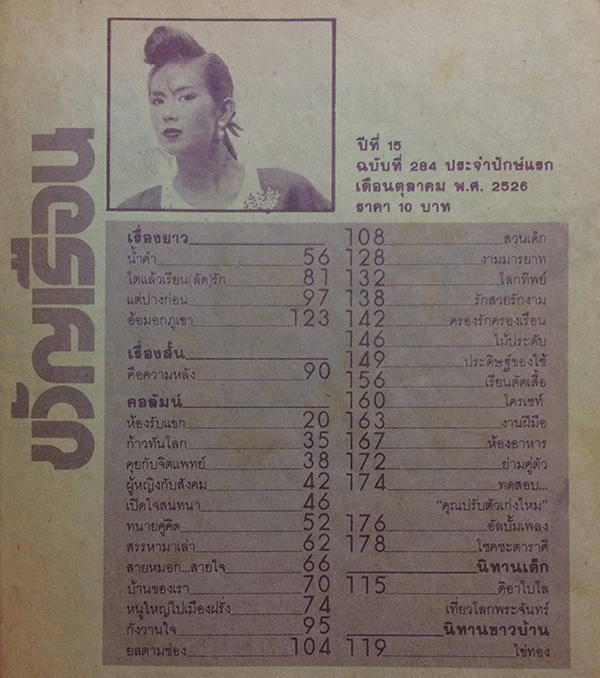 ขวัญเรือน
ปีที่ 15
ฉบับที่ 284 ประจำปักษ์แรก
เดือนตุลาคม พ.ศ. 2526
ราคา 10 บาท
เรื่องยาว
น้ำดำ 56
โตแล้วเรียน(ลัด)รัก 81
แต่ปางก่อน 97
อ้อมอกภูเขา 123
เรื่องสั้น
คือความหลัง 90
คอลัมน์
ห้องรับแขก 20
ก้าวทันโลก 35
คุยกับจิตแพทย์ 38
ผู้หญิงกับสังคม 42
เปิดใจสนทนา 46
ทนายคู่คิด 52
สรรหามาเล่า 62
สายหมอก...สายใจ 66
บ้านของเรา 70
หนูใหญ่ไปเมืองฝรั่ง 74
กังวานใจ 95
ยลตามช่อง 104
108 สวนเด็ก
128 งามมารยาท
132 โลกทิพย์
138 รักสวยรักงาม
142 ครองรักครองเรือน
146 ไม้ประดับ
149 ประดิษฐ์ของใช้
156 เรียนตัดเสื้อ
160 โครเชท์
163 งานฝีมือ
167 ห้องอาหาร
172 ย่ามคู่ตัว
174 ทดสอบ...
"คุณปรับตัวเก่งไหม"
176 อัลบั้มเพลง
178 โชคชะตาราศี
นิทานเด็ก
115 ดิอาโบโล
เที่ยวโลกพระจันทร์
นิทานชาวบ้าน
119 ไข่ทอง